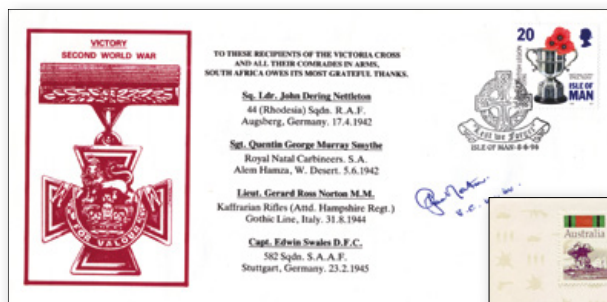 VICTORY
SECOND WORLD WAR
FOR VALOUR
TO THESE RECIPIENTS OF THE VICTORIA CROSS
AND ALL THEIR COMRADES IN ARMS,
SOUTH AFRICA OWES ITS MOST GRATEFUL THANKS.
Sq. Ldr. John Dering Nettleton
44 (Rhodesia) Sqdn. R.A.F.
Augsberg, Germany. 17.4.1942
Sgt. Quentin George Murray Smythe
Royal Natal Carbineers. S.A.
Alem Hamza, W. Desert. 5.6.1942
Lieut. Gerard Ross Norton M.M.
Kaffrarian Rifles (Attd. Hampshire Regt.)
Gothic Line, Italy. 31.8.1944
Capt. Edwin Swales D.F.C.
582 Sqdn. S.A.A.F.
Stuttgart, Germany. 23.2.1945
20
ISLE OF
MAN
Lest we Forget
ISLE OF MAN
Norton
V.C.
Australia